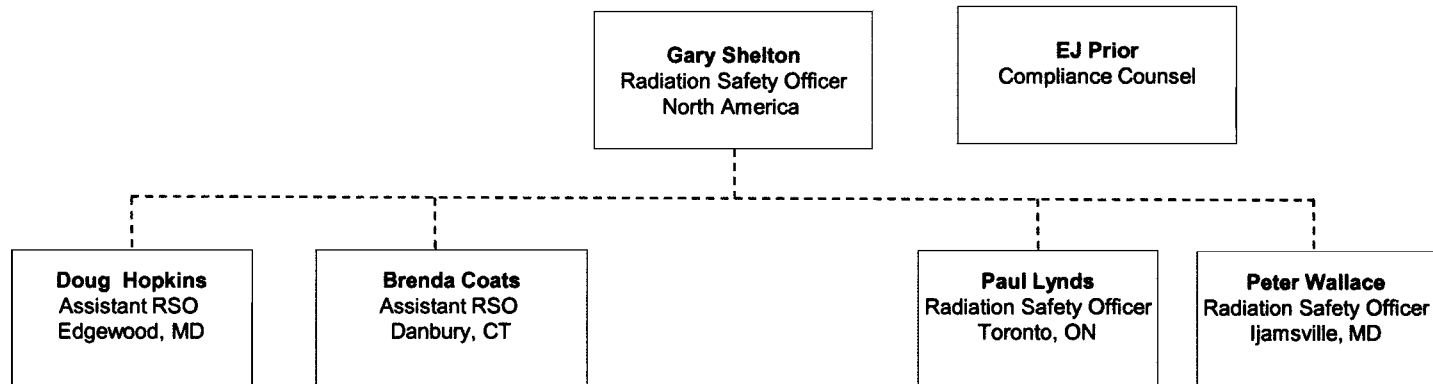 Gary Shelton
Radiation Safety Officer
North America
EJ Prior
Compliance Counsel
Doug Hopkins
Assistant RSO
Edgewood, MD
Brenda Coats
Assistant RSO
Danbury, CT
Paul Lynds
Radiation Safety Officer
Toronto, ON
Peter Wallace
Radiation Safety Officer
Ijamsville, MD